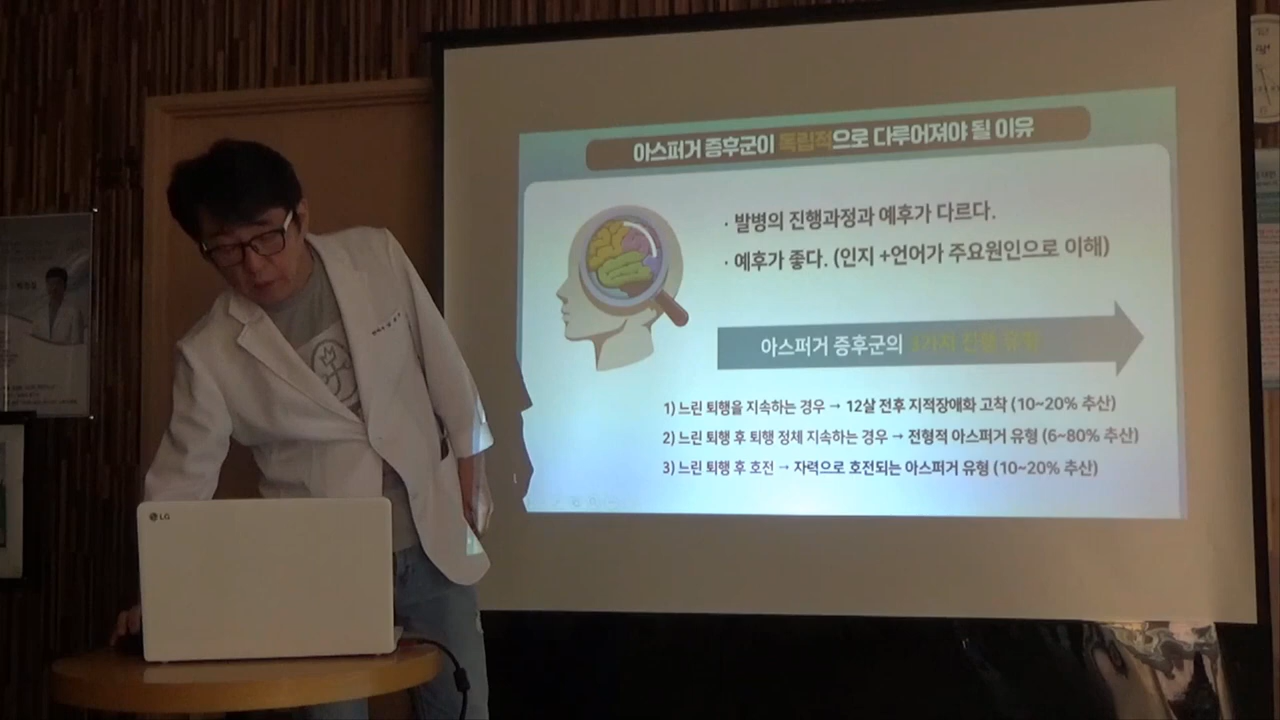 아스퍼거 증후군이 독립적으로 다루어져야 될 이유
· 발병의 진행과정과 예후가 다르다.
· 예후가 좋다. (인지 +언어가 주요원인으로 이해)
아스퍼거 증후군의 3가지 진행 유형
1) 느린 퇴행을 지속하는 경우 → 12살 전후 지적장애화 고착 (10~20% 추산)
2) 느린 퇴행 후 퇴행 정체 지속하는 경우 → 전형적 아스퍼거 유형 (6~80% 추산)
3) 느린 퇴행 후 호전 → 자력으로 호전되는 아스퍼거 유형 (10~20% 추산)
LG